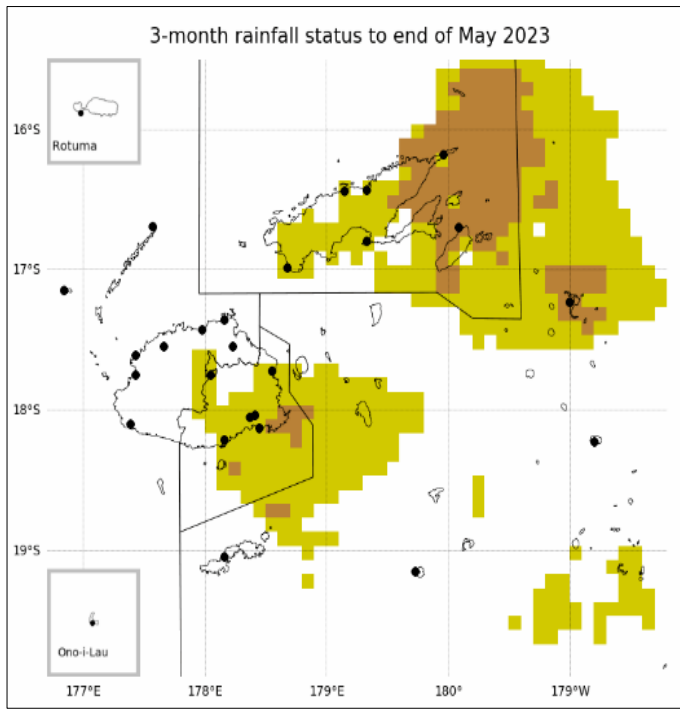 3-month rainfall status to end of May 2023
Rotuma
16°S
17°S
18°S
19°S
Ono-i-Lau
177°E 178°E 179°E 180° 179°W